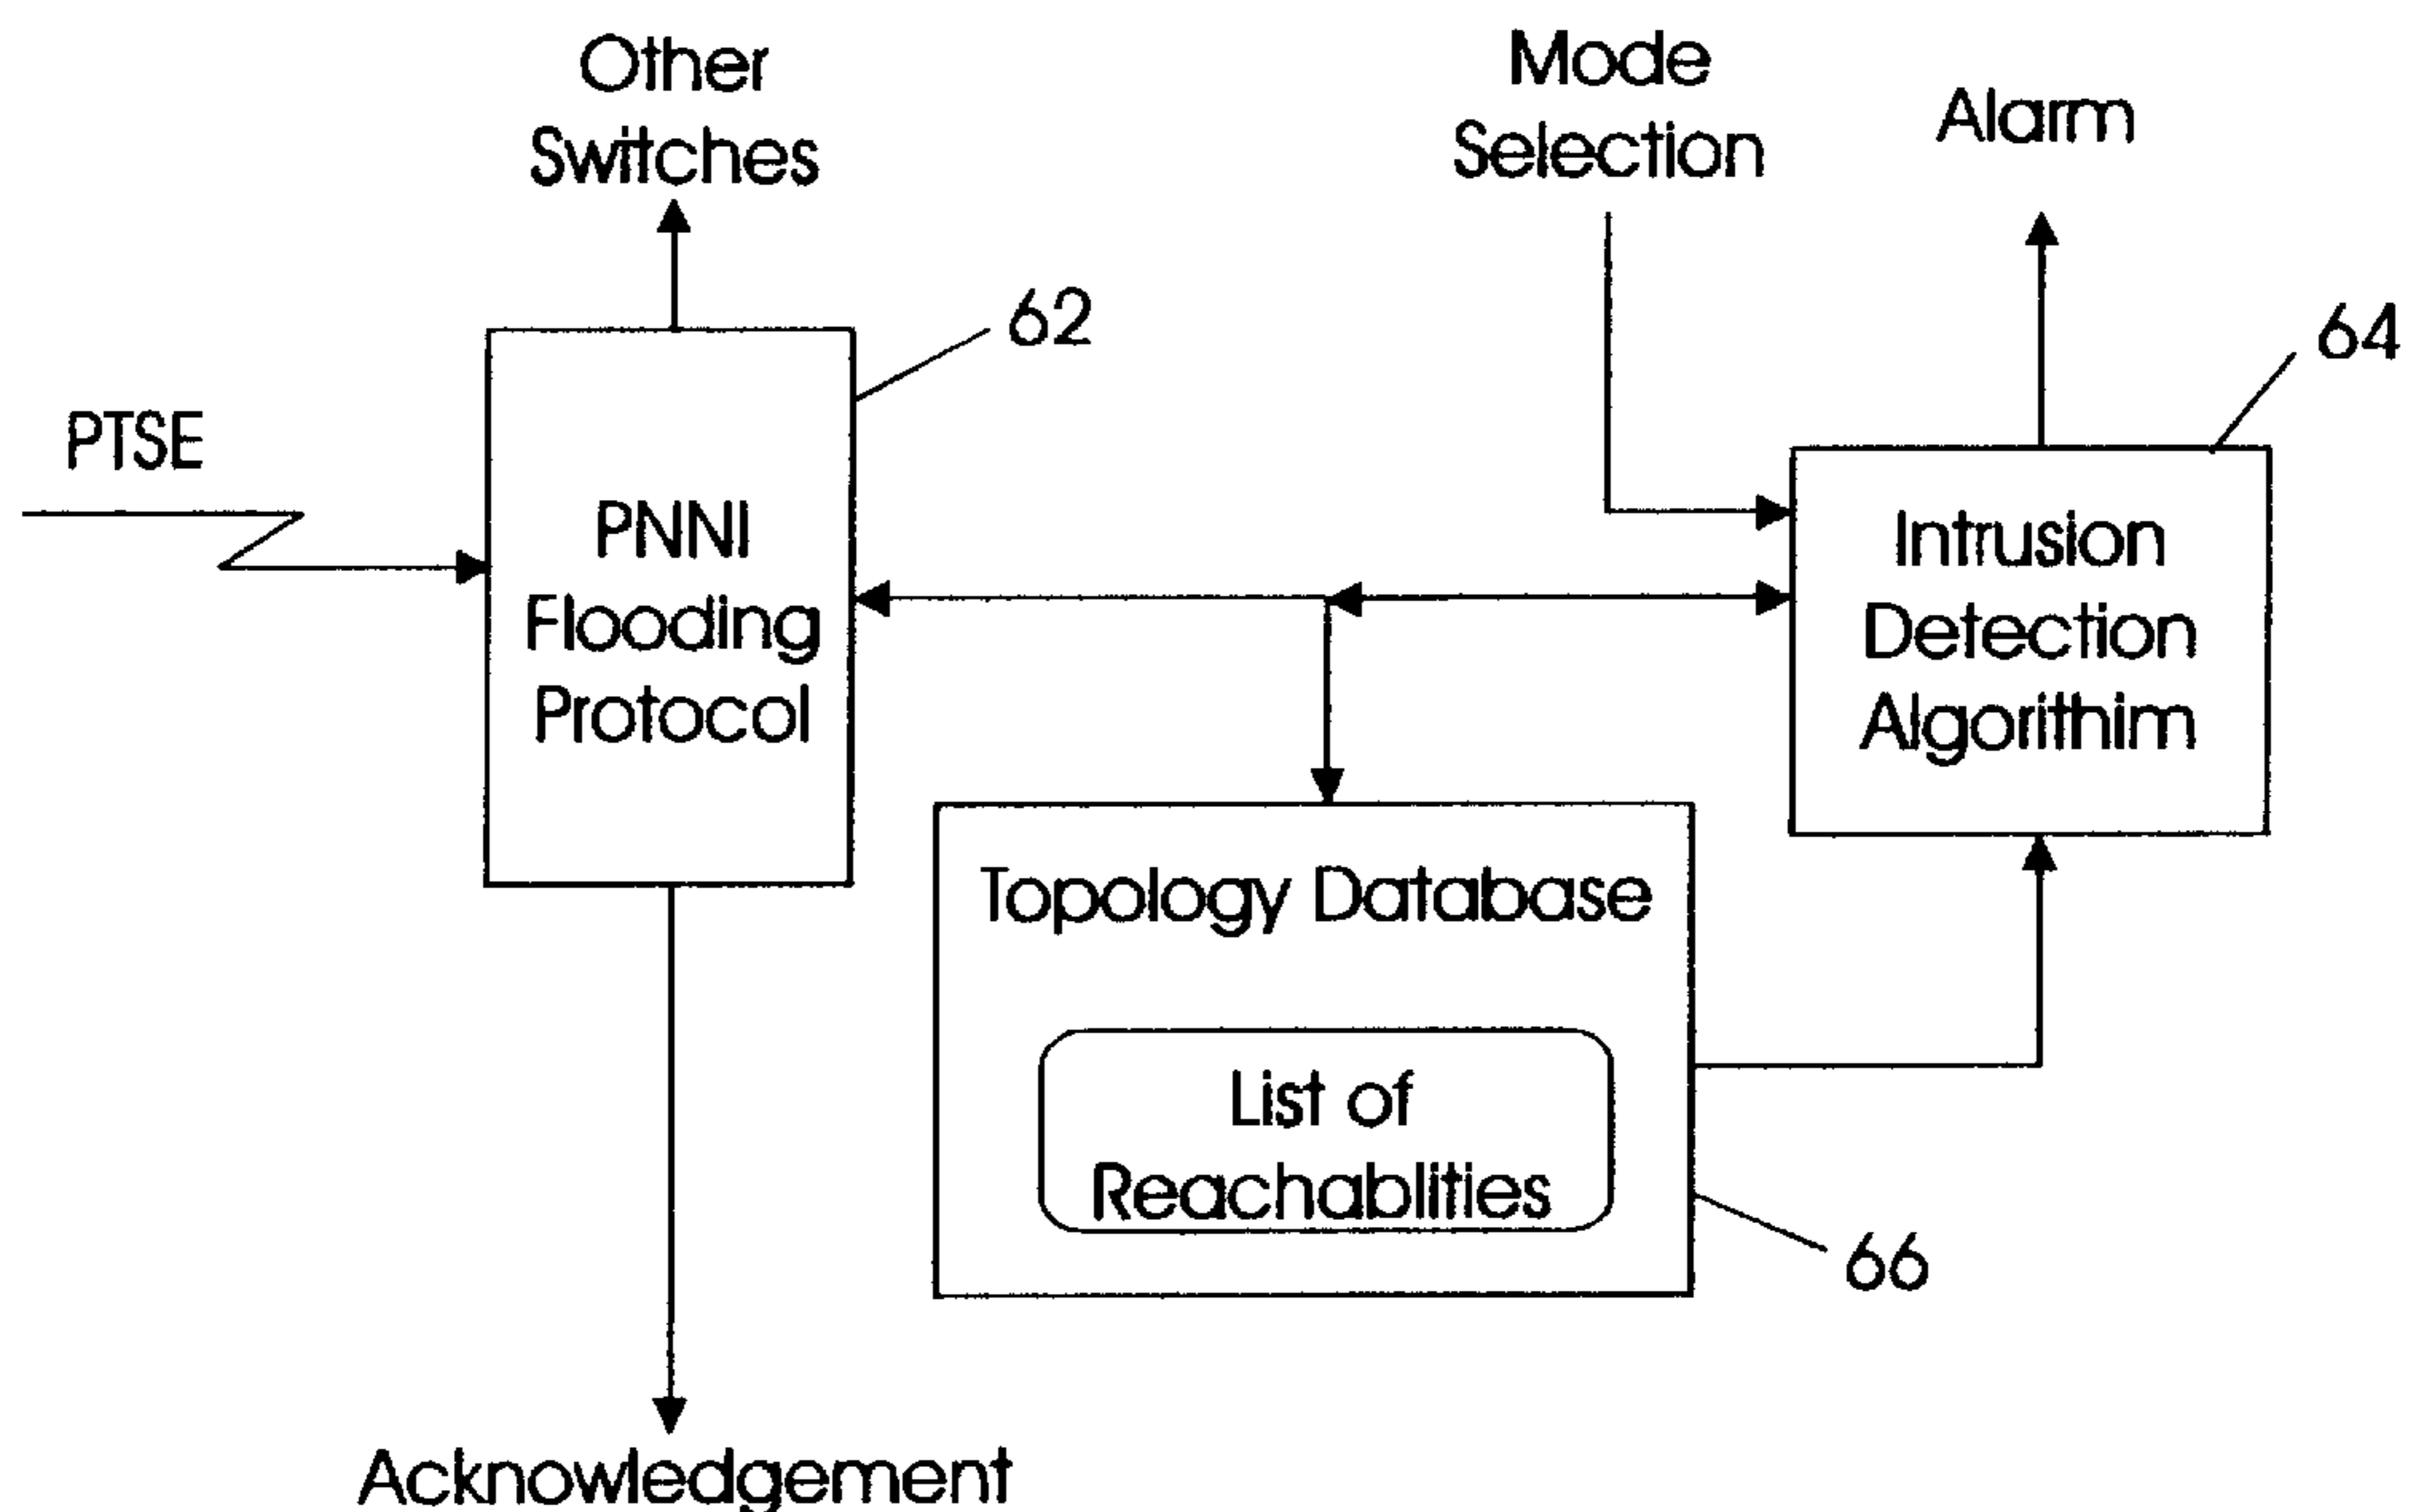 Other
Switches
Mode
Selection
Alarm
62
64
PTSE
PNNI
Flooding
Protocol
Intrusion
Detection
Algorithim
Topology Database
List of
Reachablities
66
Acknowledgement